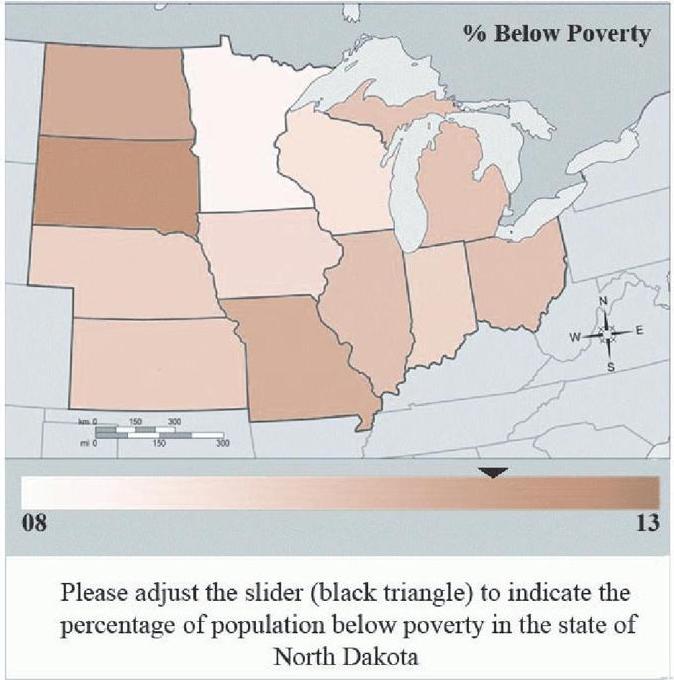 % Below Poverty
N
W E
S
km 0 150 300
mi 0 150 300
08 13
Please adjust the slider (black triangle) to indicate the
percentage of population below poverty in the state of
North Dakota